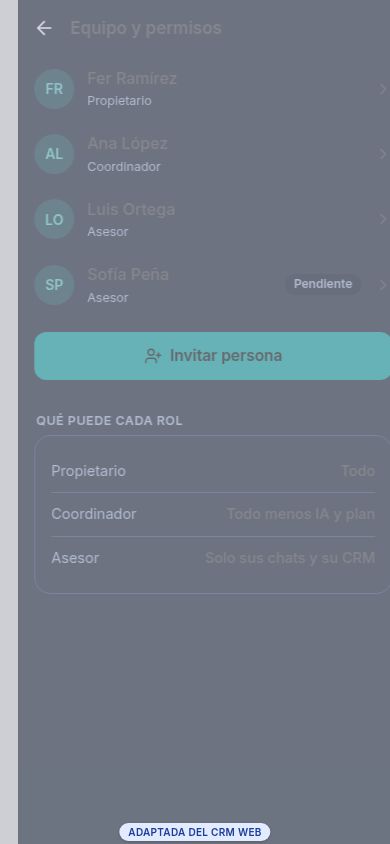 Equipo y permisos
FR
Fer Ramírez
Propietario
AL
Ana López
Coordinador
LO
Luis Ortega
Asesor
SP
Sofía Peña
Asesor
Pendiente
Invitar persona
QUÉ PUEDE CADA ROL
Propietario Todo
Coordinador Todo menos IA y plan
Asesor Solo sus chats y su CRM
ADAPTADA DEL CRM WEB